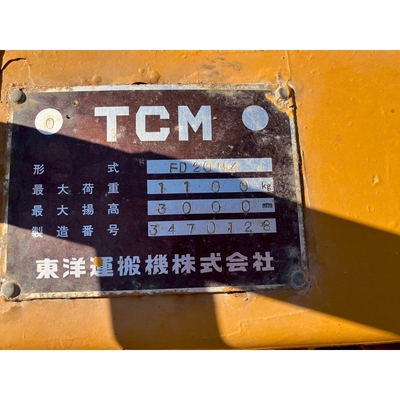 TCM
形式
最大荷重 1100 kg
最大揚高 3000 mm
製造番号 3470128
東洋運搬機株式会社